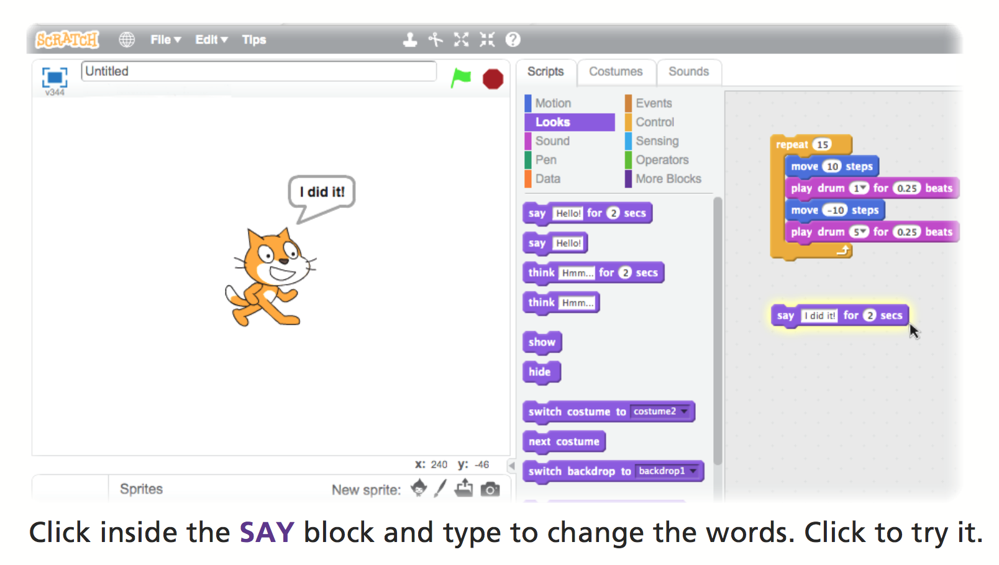 SCRATCH File Edit Tips
Untitled
v344
I did it!
x: 240 y: -46
Sprites New sprite:
Scripts Costumes Sounds
Motion Events
Looks Control
Sound Sensing
Pen Operators
Data More Blocks
say Hello! for 2 secs
say Hello!
think Hmm... for 2 secs
think Hmm...
show
hide
switch costume to costume2
next costume
switch backdrop to backdrop1
repeat 15
move 10 steps
play drum 1 for 0.25 beats
move -10 steps
play drum 5 for 0.25 beats
say I did it! for 2 secs
Click inside the SAY block and type to change the words. Click to try it.